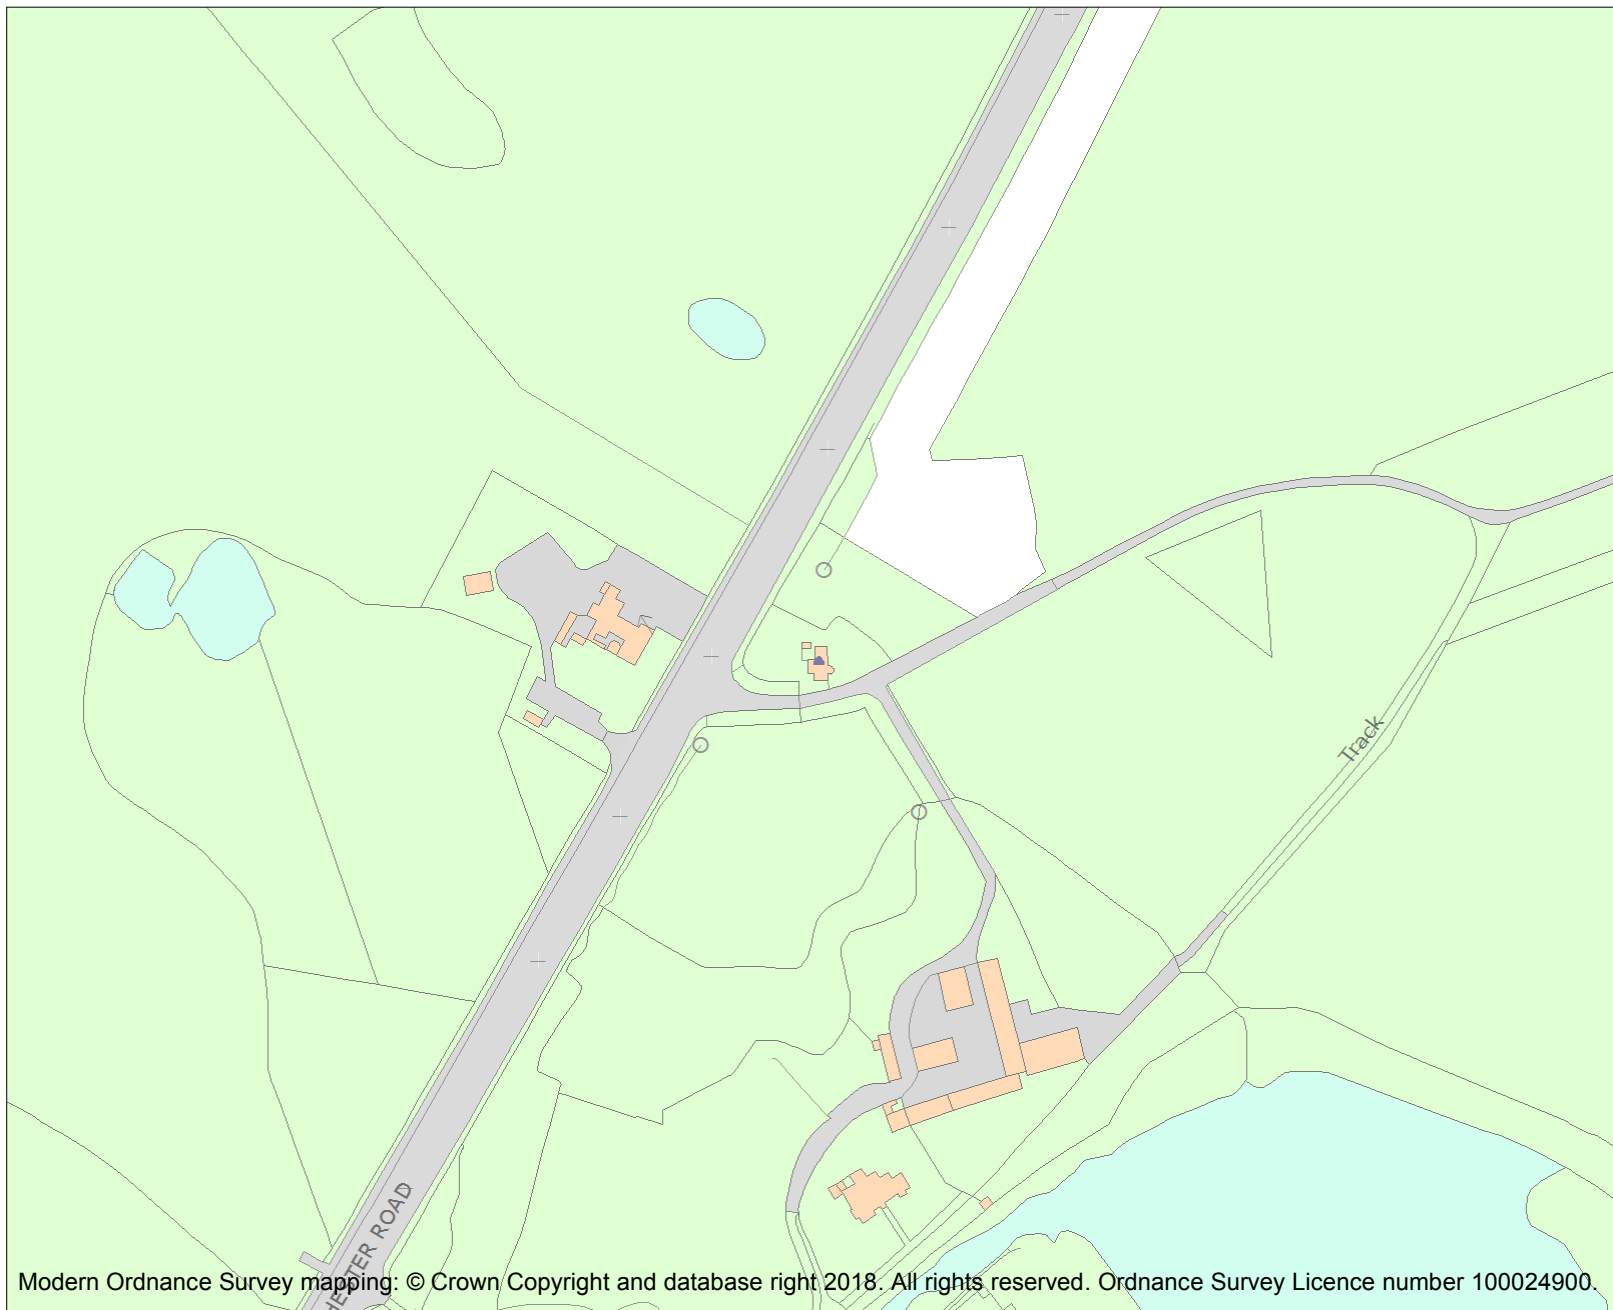 Track
HESTER ROAD
Modern Ordnance Survey mapping: © Crown Copyright and database right 2018. All rights reserved. Ordnance Survey Licence number 100024900.